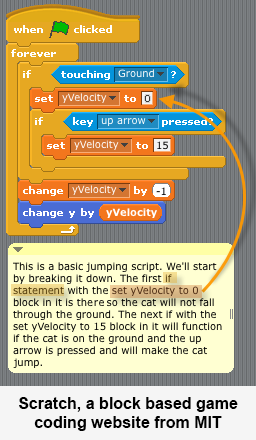 when clicked
forever
if touching Ground ?
set yVelocity to 0
if key up arrow pressed?
set yVelocity to 15
change yVelocity by -1
change y by yVelocity
This is a basic jumping script. We'll start
by breaking it down. The first if
statement with the set yVelocity to 0
block in it is there so the cat will not fall
through the ground. The next if with the
set yVelocity to 15 block in it will function
if the cat is on the ground and the up
arrow is pressed and will make the cat
jump.
Scratch, a block based game
coding website from MIT